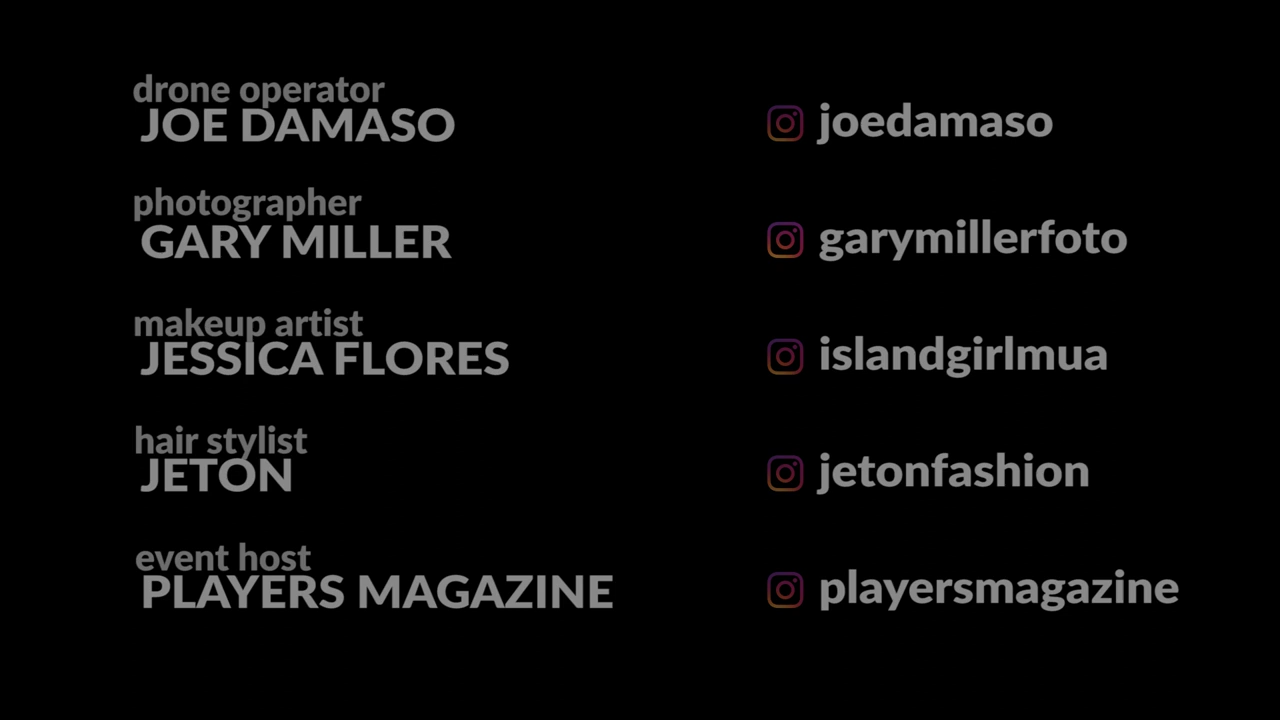 drone operator
JOE DAMASO
joedamaso
photographer
GARY MILLER
garymillerfoto
makeup artist
JESSICA FLORES
islandgirlmua
hair stylist
JETON
jetonfashion
event host
PLAYERS MAGAZINE
playersmagazine